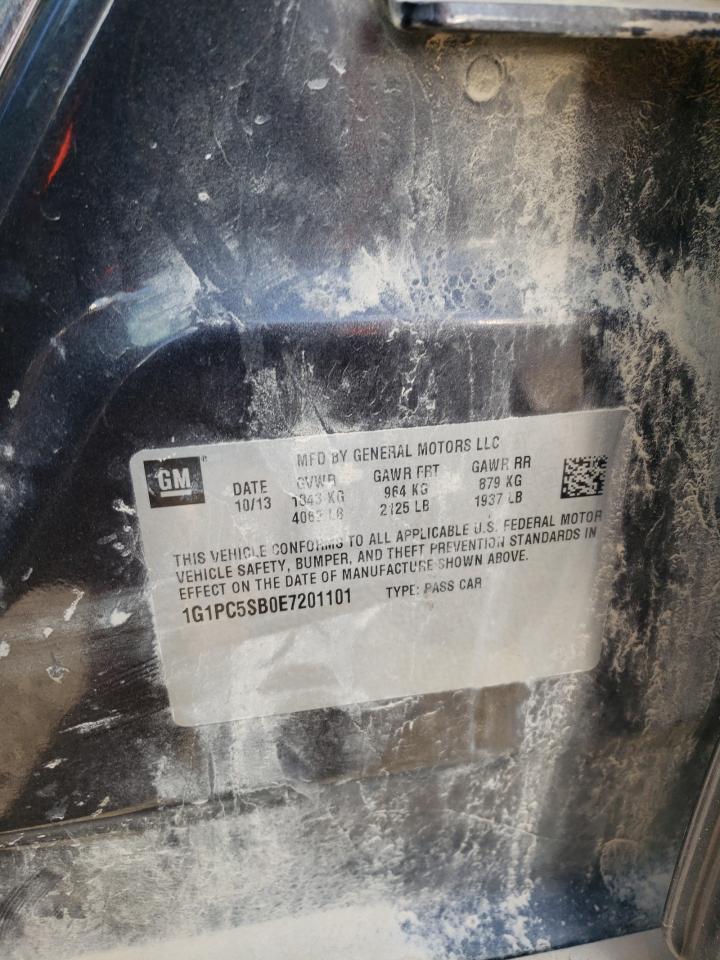 GM
MFD BY GENERAL MOTORS LLC
DATE GVWR GAWR FRT GAWR RR
10/13 1843 KG 964 KG 879 KG
LB 2125 LB 1937 LB
THIS VEHICLE CONFORMS TO ALL APPLICABLE U.S. FEDERAL MOTOR
VEHICLE SAFETY, BUMPER, AND THEFT PREVENTION STANDARDS IN
EFFECT ON THE DATE OF MANUFACTURE SHOWN ABOVE.
1G1PC5SB0E7201101 TYPE: PASS CAR